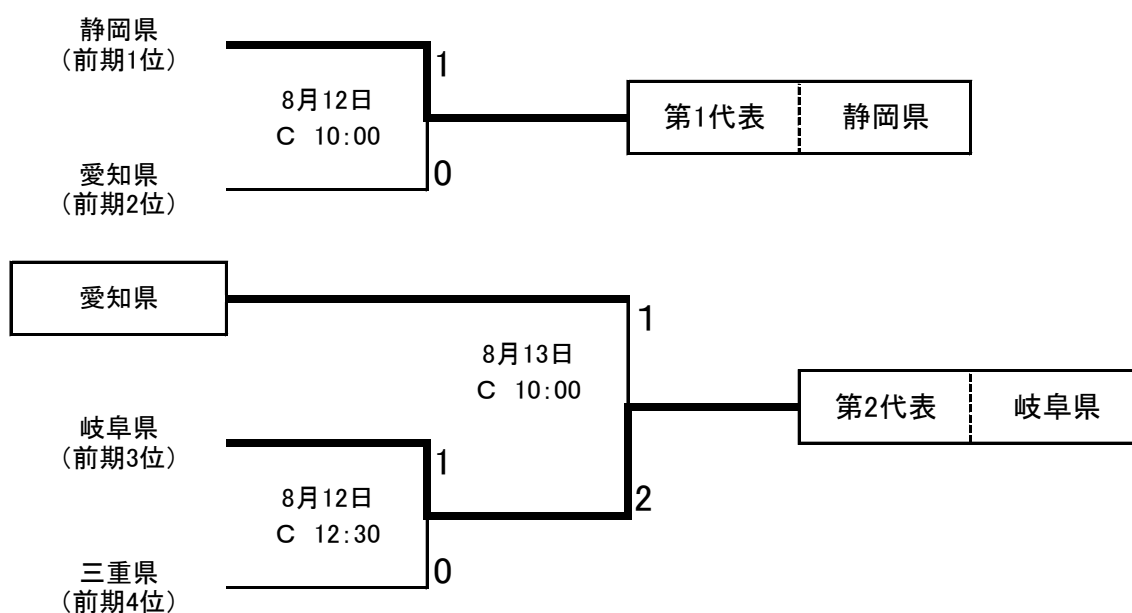 静岡県
（前期1位）
1
8月12日
C 10:00
第1代表 静岡県
愛知県
（前期2位）
0
愛知県
1
8月13日
C 10:00
第2代表 岐阜県
岐阜県
（前期3位）
1
8月12日
C 12:30
2
三重県
（前期4位）
0